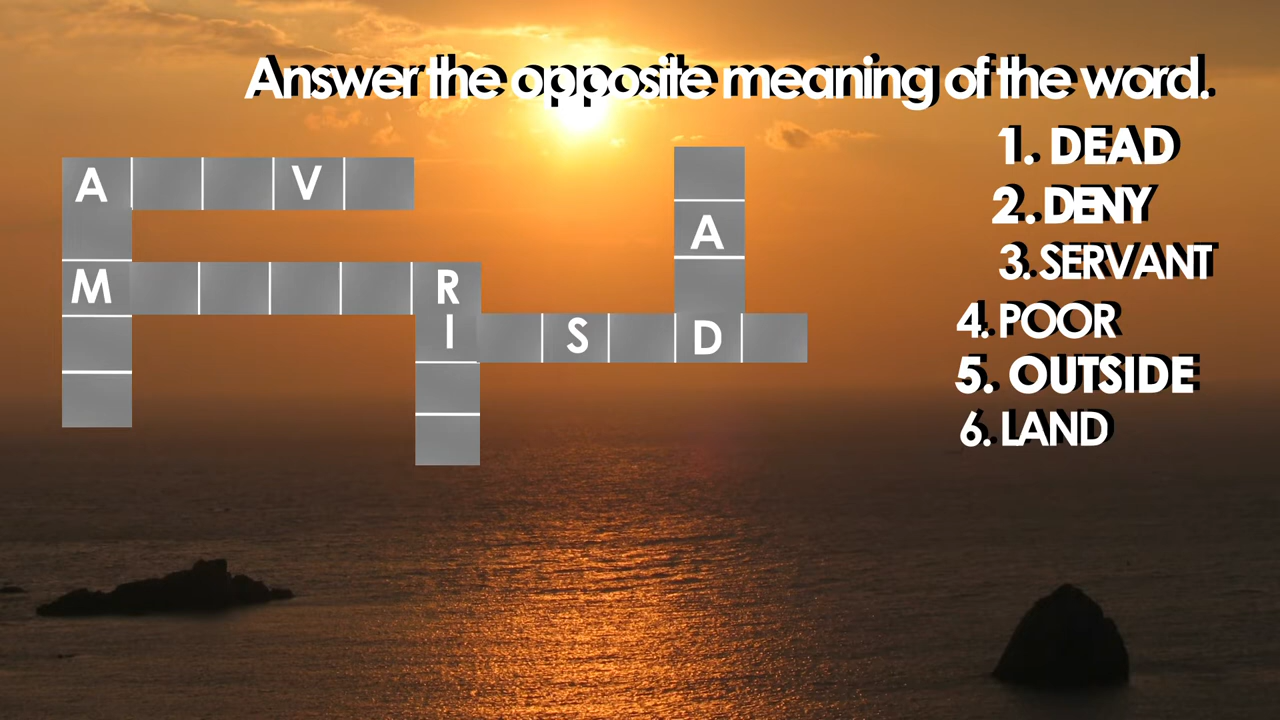 Answer the opposite meaning of the word.
1. DEAD
2. DENY
3. SERVANT
4. POOR
5. OUTSIDE
6. LAND
A V
A
M R
I S D